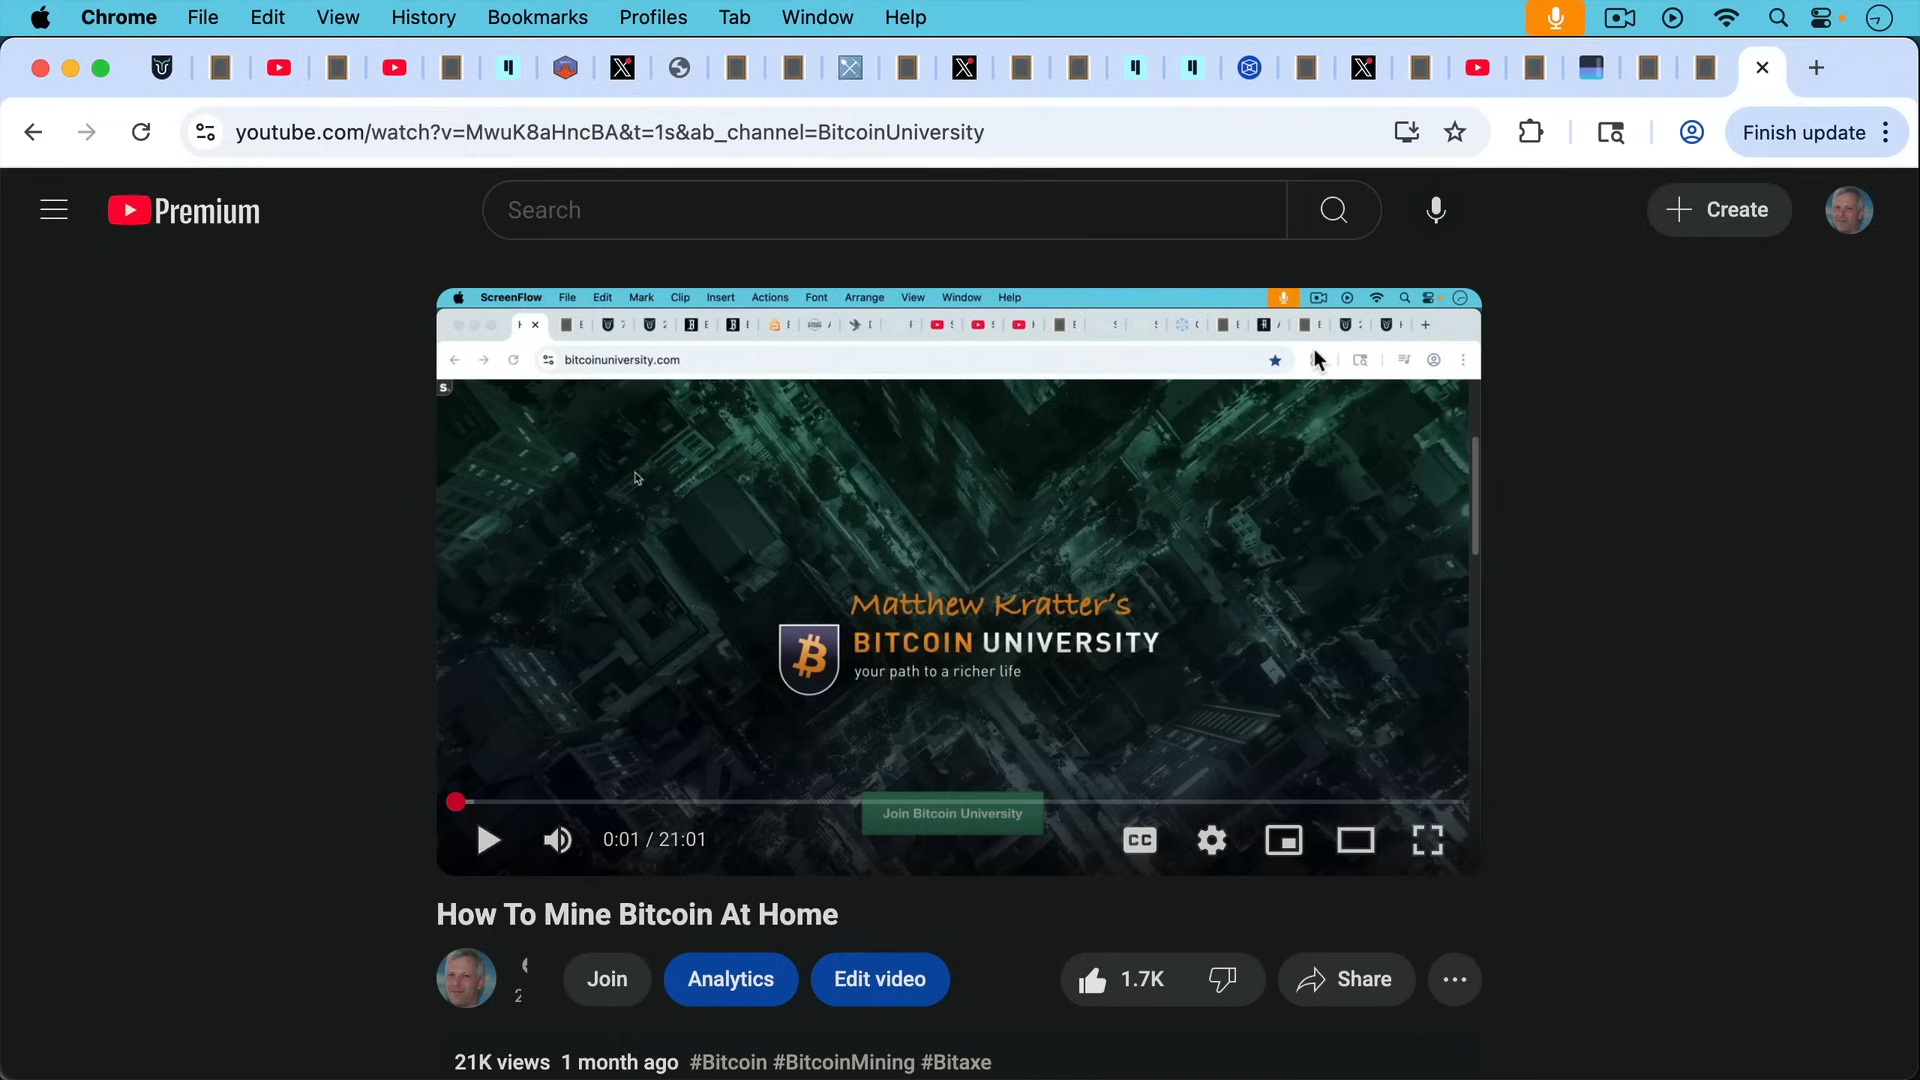 Chrome File Edit View History Bookmarks Profiles Tab Window Help
youtube.com/watch?v=MwuK8aHncBA&t=1s&ab_channel=BitcoinUniversity
Finish update
Premium
Search
Create
ScreenFlow File Edit Mark Clip Insert Actions Font Arrange View Window Help
bitcoinuniversity.com
S.
Matthew Kratter's
BITCOIN UNIVERSITY
your path to a richer life
Join Bitcoin University
0:01 / 21:01
CC
How To Mine Bitcoin At Home
Join Analytics Edit video 1.7K Share
21K views 1 month ago #Bitcoin #BitcoinMining #Bitaxe